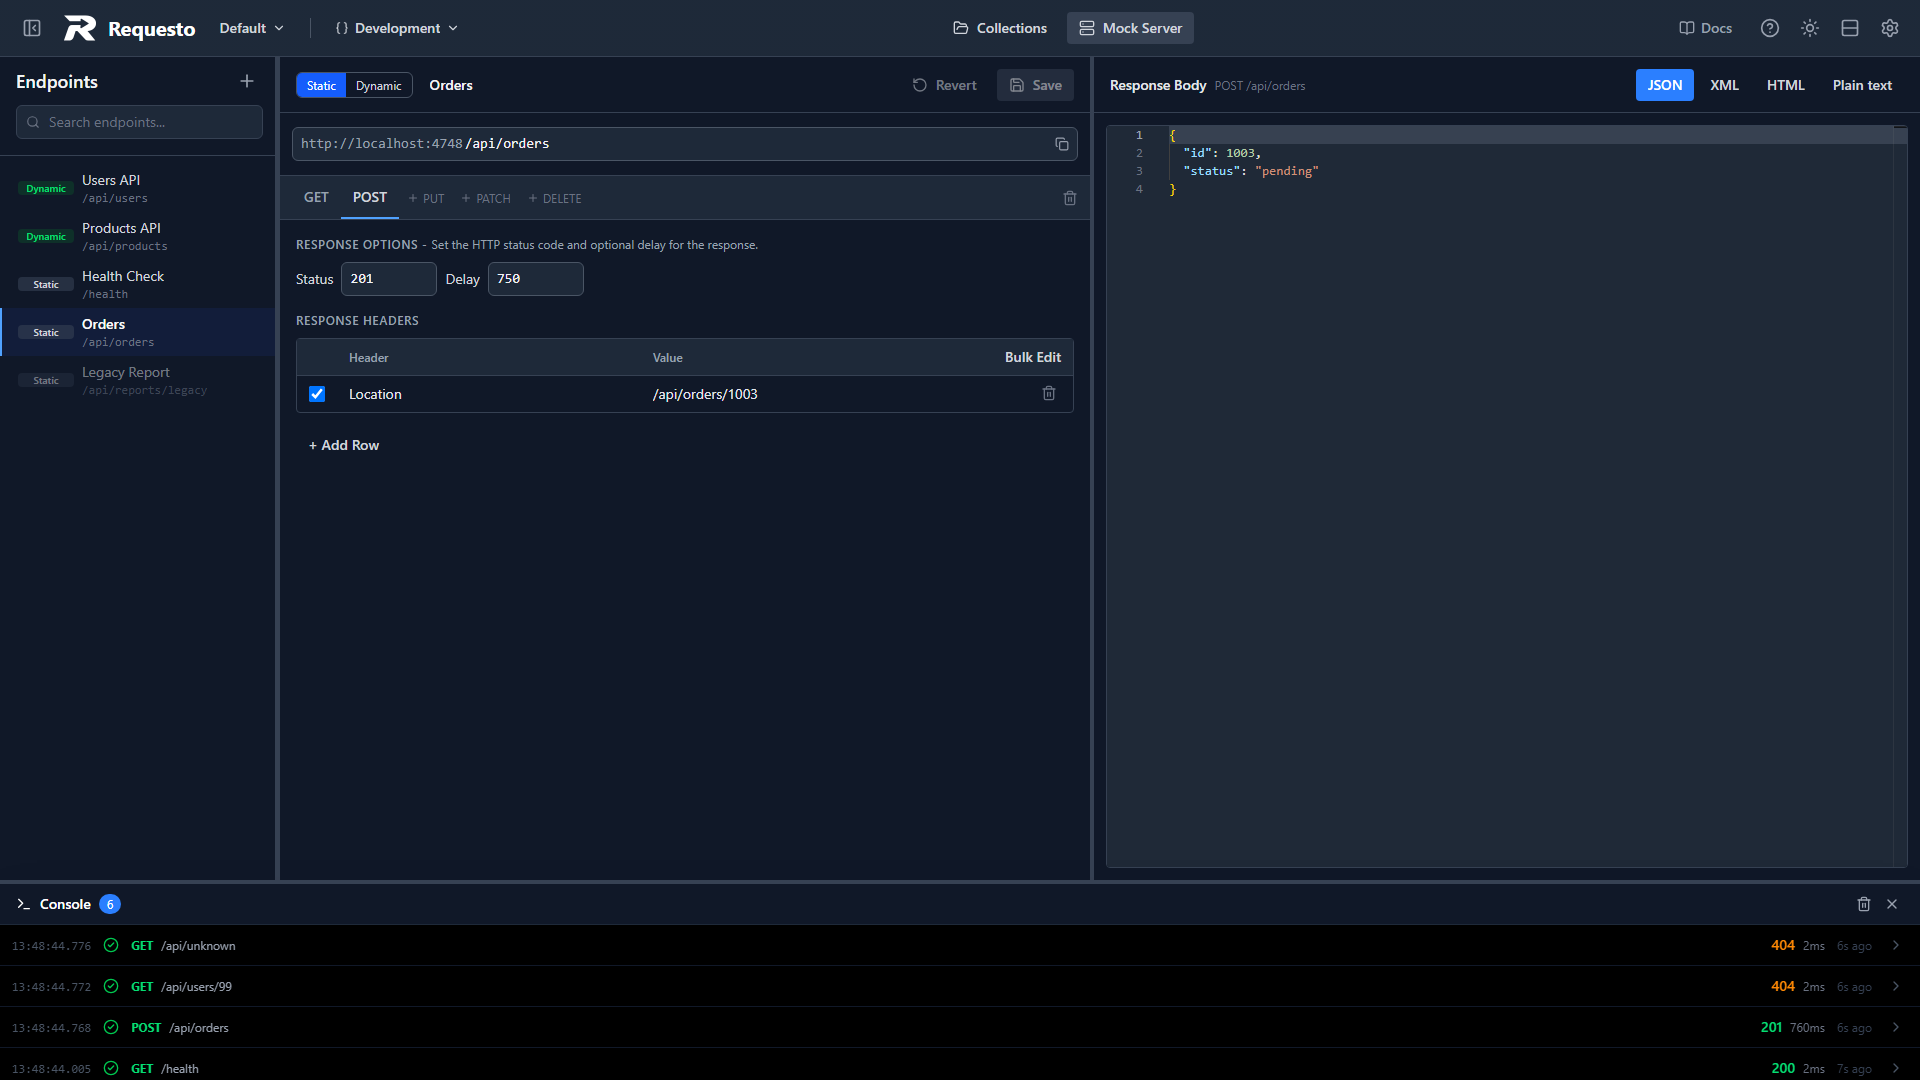 Requesto
Default
{ } Development
Collections
Mock Server
Docs
Endpoints
Search endpoints...
Dynamic
Users API
/api/users
Dynamic
Products API
/api/products
Static
Health Check
/health
Static
Orders
/api/orders
Static
Legacy Report
/api/reports/legacy
Static
Dynamic
Orders
Revert
Save
http://localhost:4748/api/orders
GET
POST
+ PUT
+ PATCH
+ DELETE
RESPONSE OPTIONS - Set the HTTP status code and optional delay for the response.
Status
201
Delay
750
RESPONSE HEADERS
Header
Value
Bulk Edit
Location
/api/orders/1003
+ Add Row
Response Body
POST /api/orders
JSON
XML
HTML
Plain text
1 {
2 "id": 1003,
3 "status": "pending"
4 }
Console
6
13:48:44.776 GET /api/unknown 404 2ms 6s ago
13:48:44.772 GET /api/users/99 404 2ms 6s ago
13:48:44.768 POST /api/orders 201 760ms 6s ago
13:48:44.005 GET /health 200 2ms 7s ago